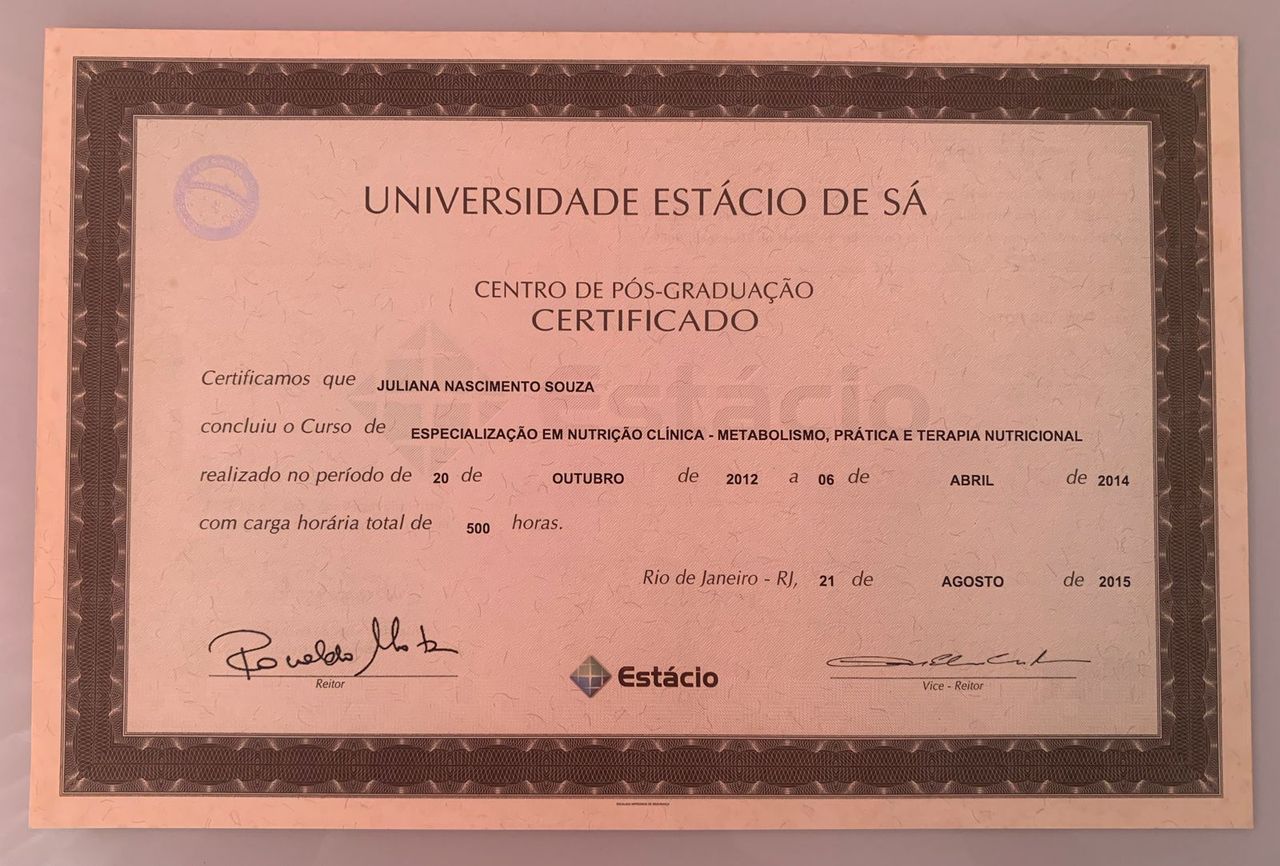 UNIVERSIDADE ESTÁCIO DE SÁ
CENTRO DE PÓS-GRADUAÇÃO
CERTIFICADO
Certificamos que JULIANA NASCIMENTO SOUZA
concluiu o Curso de ESPECIALIZAÇÃO EM NUTRIÇÃO CLÍNICA - METABOLISMO, PRÁTICA E TERAPIA NUTRICIONAL
realizado no período de 20 de OUTUBRO de 2012 a 06 de ABRIL de 2014
com carga horária total de 500 horas.
Rio de Janeiro - RJ, 21 de AGOSTO de 2015
Reitor
Estácio
Vice - Reitor
Estácio